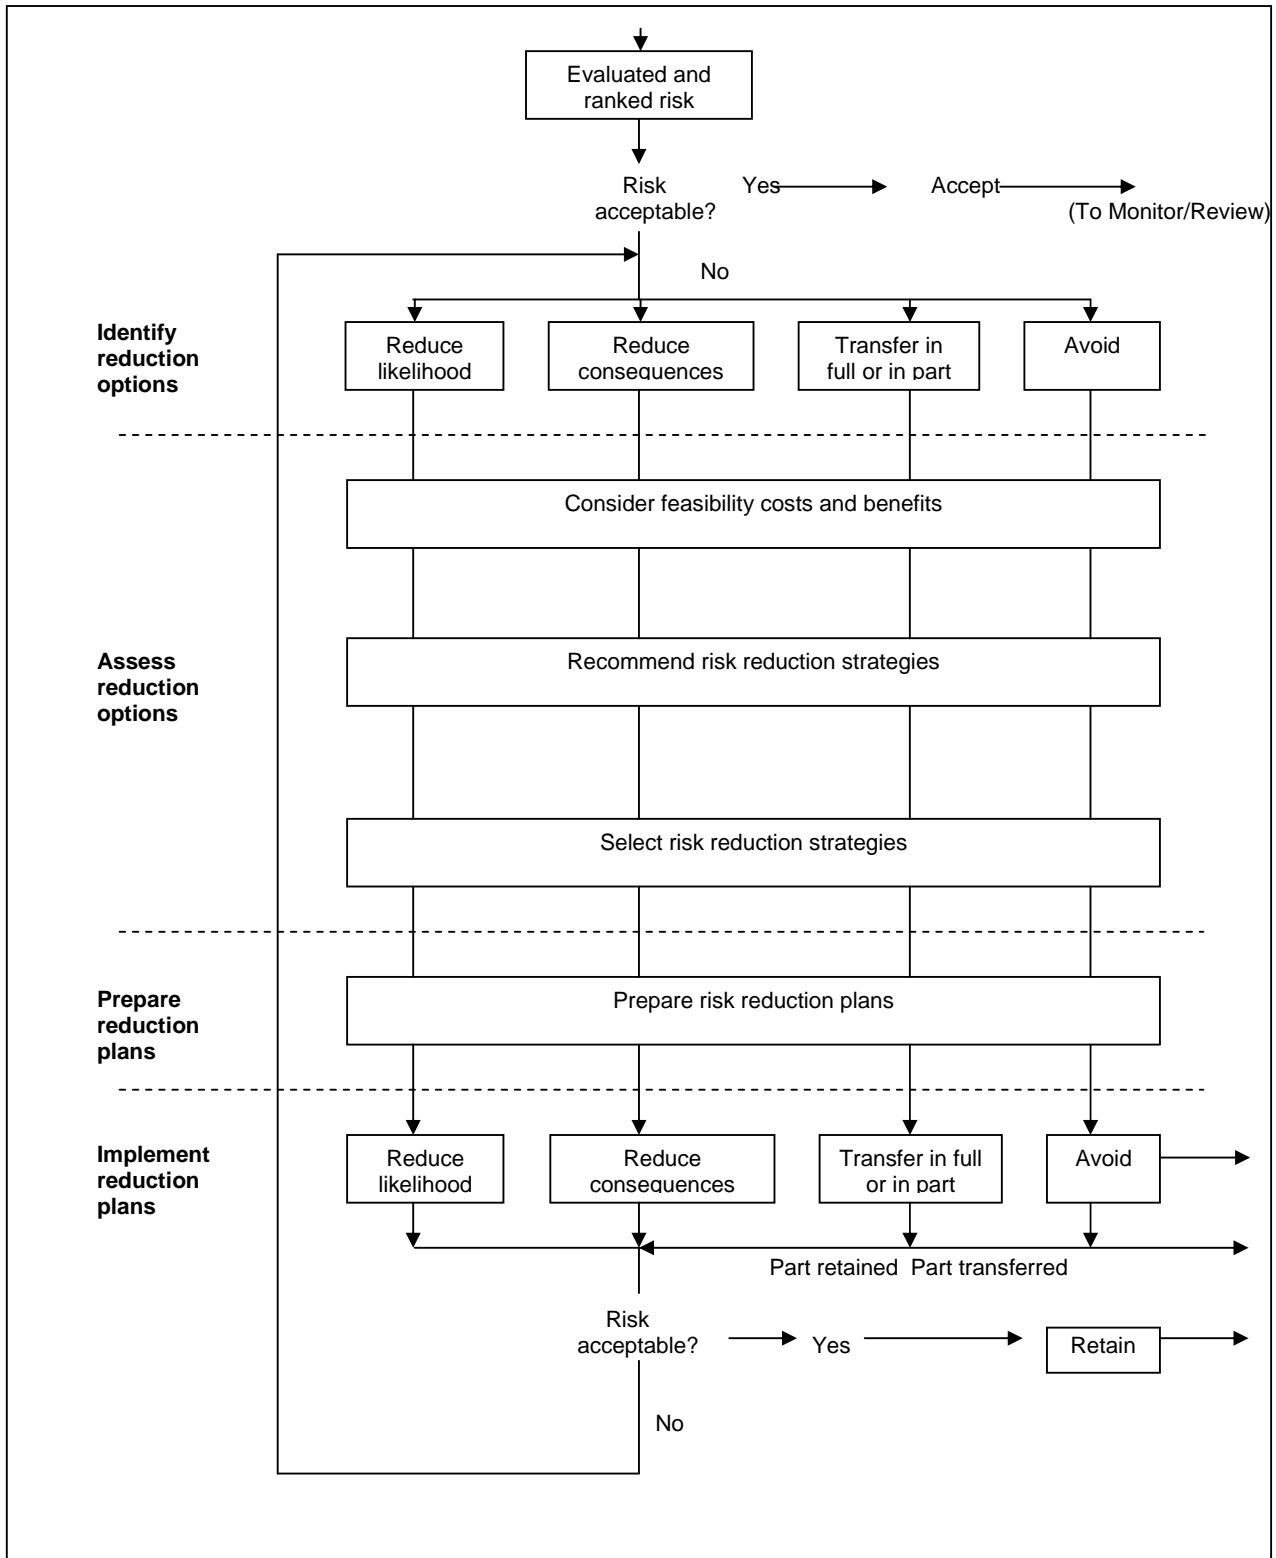 Evaluated and
ranked risk
Risk
acceptable?
Yes
Accept
(To Monitor/Review)
No
Identify
reduction
options
Reduce
likelihood
Reduce
consequences
Transfer in
full or in part
Avoid
Consider feasibility costs and benefits
Assess
reduction
options
Recommend risk reduction strategies
Select risk reduction strategies
Prepare
reduction
plans
Prepare risk reduction plans
Implement
reduction
plans
Reduce
likelihood
Reduce
consequences
Transfer in full
or in part
Avoid
Part retained Part transferred
Risk
acceptable?
Yes
Retain
No